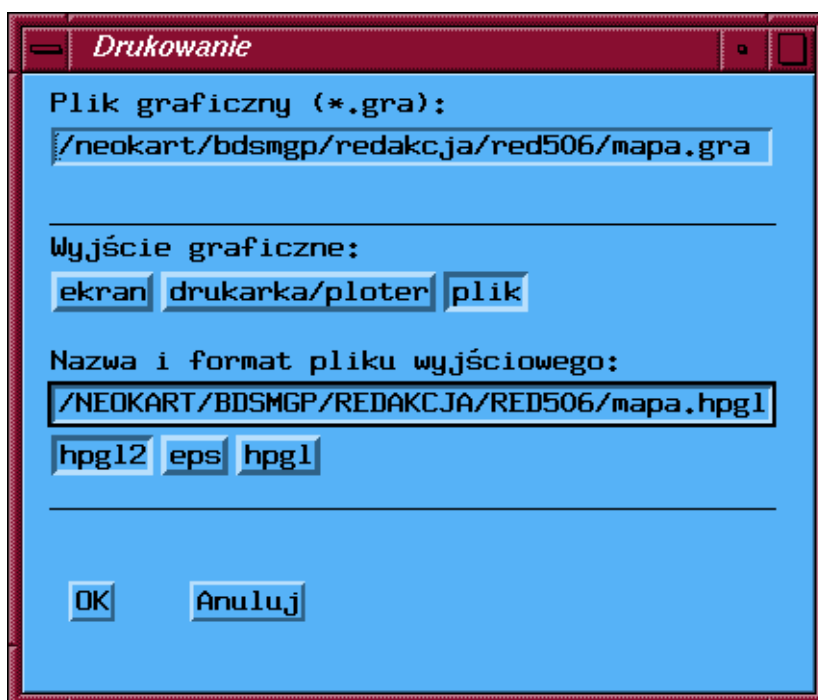 Drukowanie
Plik graficzny (*.gra):
/neokart/bdsmgp/redakcja/red506/mapa.gra
Wyjście graficzne:
ekran drukarka/ploter plik
Nazwa i format pliku wyjściowego:
/NEOKART/BDSMGP/REDAKCJA/RED506/mapa.hpgl
hpgl2 eps hpgl
OK Anuluj